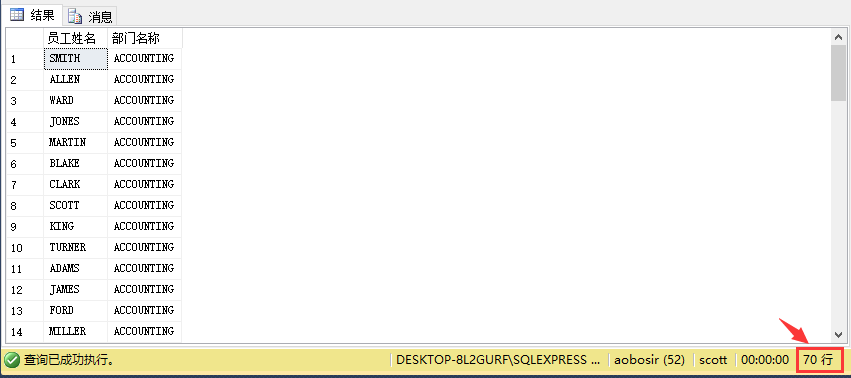 结果 消息
员工姓名 部门名称
1 SMITH ACCOUNTING
2 ALLEN ACCOUNTING
3 WARD ACCOUNTING
4 JONES ACCOUNTING
5 MARTIN ACCOUNTING
6 BLAKE ACCOUNTING
7 CLARK ACCOUNTING
8 SCOTT ACCOUNTING
9 KING ACCOUNTING
10 TURNER ACCOUNTING
11 ADAMS ACCOUNTING
12 JAMES ACCOUNTING
13 FORD ACCOUNTING
14 MILLER ACCOUNTING
查询已成功执行。 DESKTOP-8L2GURF\SQLEXPRESS ... aobosir (52) scott 00:00:00 70 行